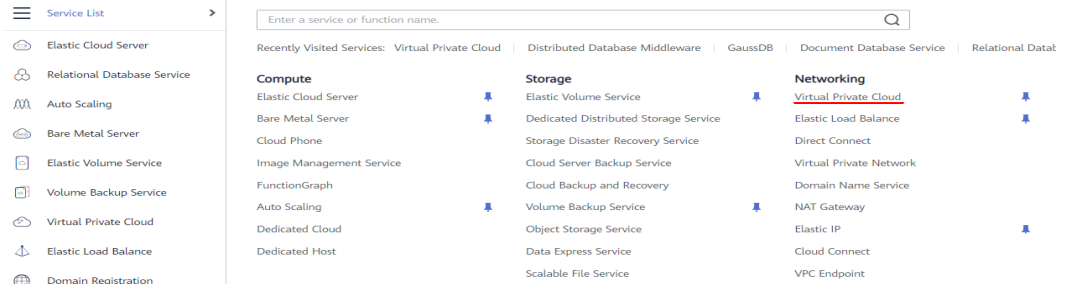 Service List
Elastic Cloud Server
Relational Database Service
Auto Scaling
Bare Metal Server
Elastic Volume Service
Volume Backup Service
Virtual Private Cloud
Elastic Load Balance
Domain Registration
Enter a service or function name.
Recently Visited Services: Virtual Private Cloud | Distributed Database Middleware | GaussDB | Document Database Service | Relational Datab
Compute
Elastic Cloud Server
Bare Metal Server
Cloud Phone
Image Management Service
FunctionGraph
Auto Scaling
Dedicated Cloud
Dedicated Host
Storage
Elastic Volume Service
Dedicated Distributed Storage Service
Storage Disaster Recovery Service
Cloud Server Backup Service
Cloud Backup and Recovery
Volume Backup Service
Object Storage Service
Data Express Service
Scalable File Service
Networking
Virtual Private Cloud
Elastic Load Balance
Direct Connect
Virtual Private Network
Domain Name Service
NAT Gateway
Elastic IP
Cloud Connect
VPC Endpoint